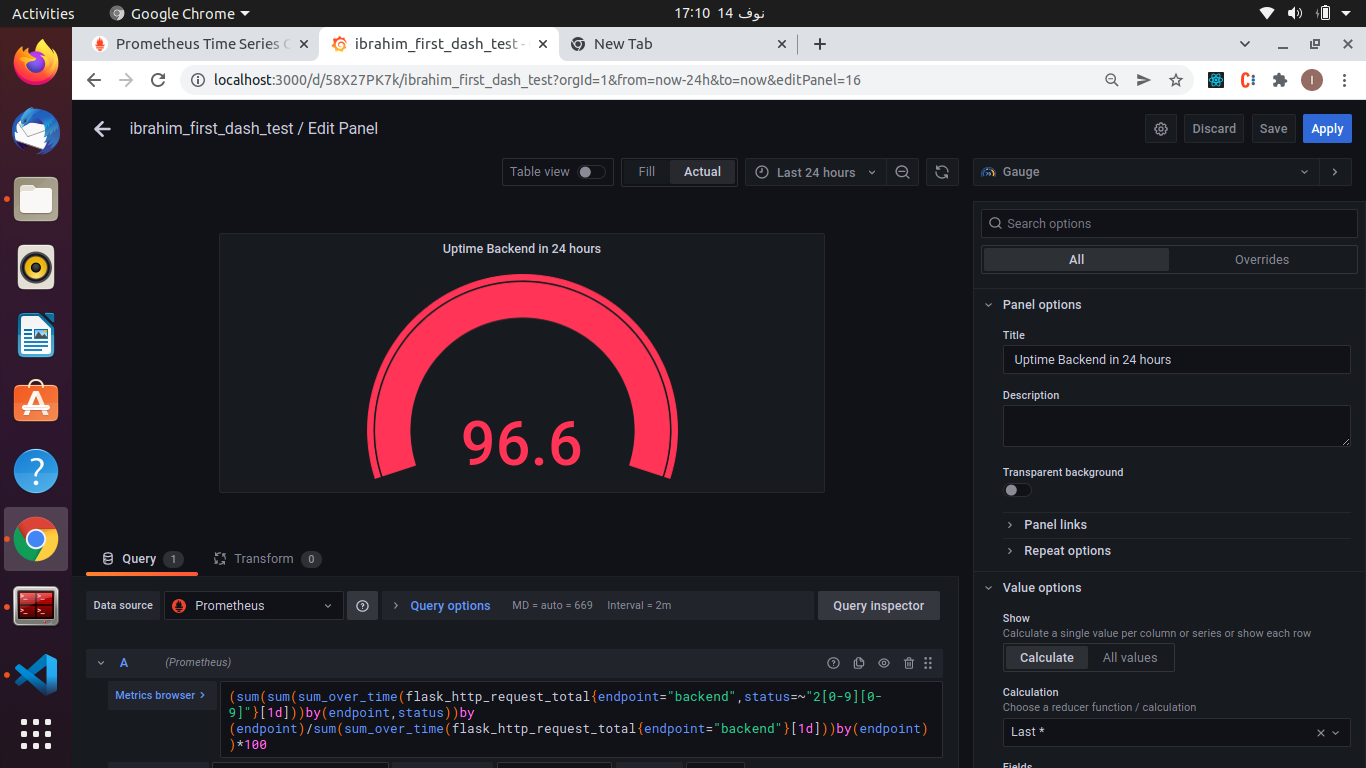 Activities
Google Chrome
17:10 14 نوف
Prometheus Time Series C
ibrahim_first_dash_test -
New Tab
localhost:3000/d/58X27PK7k/ibrahim_first_dash_test?orgId=1&from=now-24h&to=now&editPanel=16
I
ibrahim_first_dash_test / Edit Panel
Discard
Save
Apply
Table view
Fill
Actual
Last 24 hours
Gauge
Search options
All
Overrides
Uptime Backend in 24 hours
96.6
Panel options
Title
Uptime Backend in 24 hours
Description
Transparent background
Panel links
Repeat options
Query 1
Transform 0
Data source
Prometheus
Query options
MD = auto = 669
Interval = 2m
Query inspector
A
(Prometheus)
Metrics browser >
(sum(sum(sum_over_time(flask_http_request_total{endpoint="backend",status=~"2[0-9][0-
9]"}[1d]))by(endpoint,status))by
(endpoint)/sum(sum_over_time(flask_http_request_total{endpoint="backend"}[1d]))by(endpoint)
)*100
Value options
Show
Calculate a single value per column or series or show each row
Calculate
All values
Calculation
Choose a reducer function / calculation
Last *
Fields